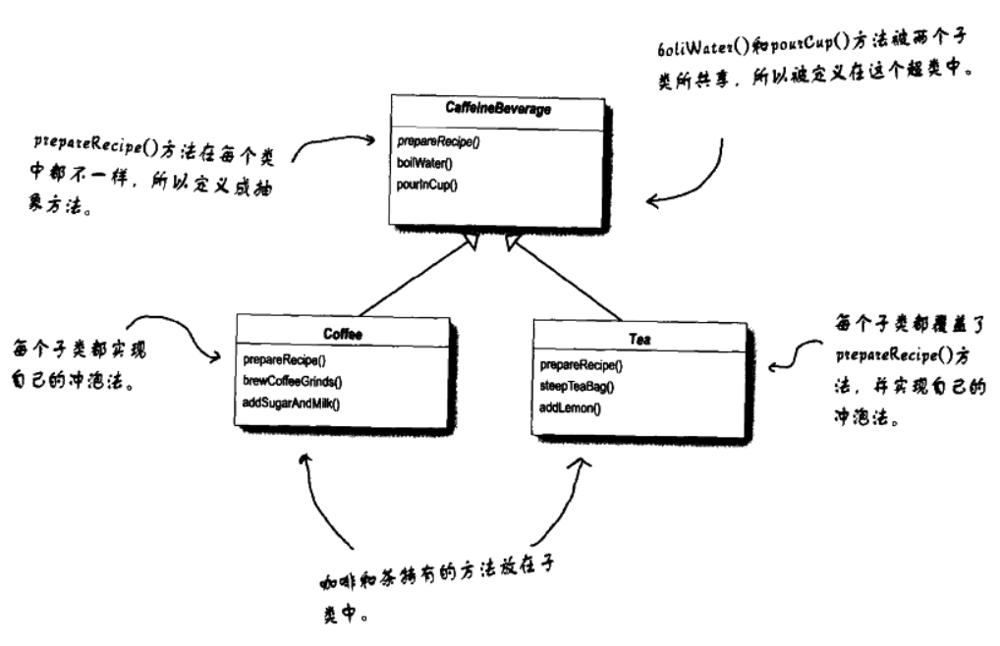 boliWater()和pourCup()方法被两个子
类所共享，所以被定义在这个超类中。
prepareRecipe()方法在每个类
中都不一样，所以定义成抽
象方法。
CaffeineBeverage
prepareRecipe()
boilWater()
pourInCup()
每个子类都实现
自己的冲泡法。
Coffee
prepareRecipe()
brewCoffeeGrinds()
addSugarAndMilk()
Tea
prepareRecipe()
steepTeaBag()
addLemon()
每个子类都覆盖了
prepareRecipe()方
法，并实现自己的
冲泡法。
咖啡和茶特有的方法放在子
类中。